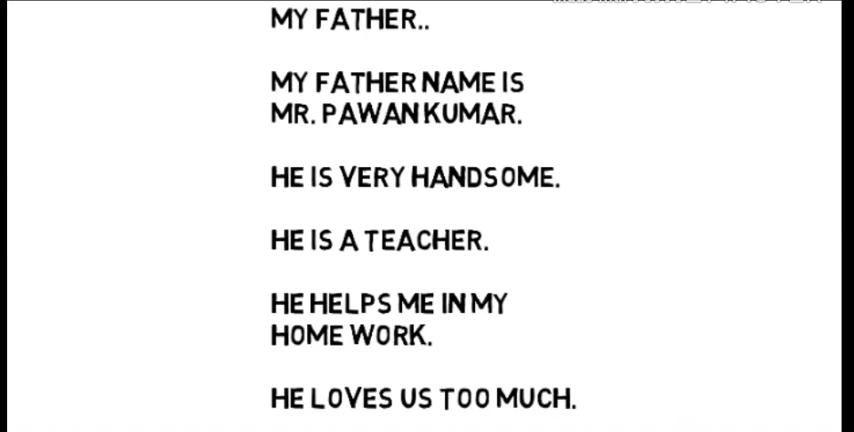 MY FATHER..
MY FATHER NAME IS
MR. PAWAN KUMAR.
HE IS VERY HANDSOME.
HE IS A TEACHER.
HE HELPS ME IN MY
HOME WORK.
HE LOVES US TOO MUCH.